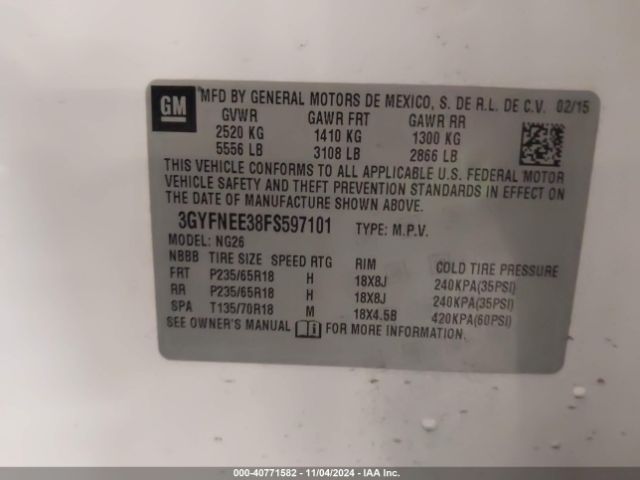 GM MFD BY GENERAL MOTORS DE MEXICO, S. DE R.L. DE C.V. 02/15
GVWR GAWR FRT GAWR RR
2520 KG 1410 KG 1300 KG
5556 LB 3108 LB 2866 LB
THIS VEHICLE CONFORMS TO ALL APPLICABLE U.S. FEDERAL MOTOR
VEHICLE SAFETY AND THEFT PREVENTION STANDARDS IN EFFECT ON
THE DATE OF MANUFACTURE SHOWN ABOVE.
3GYFNEE38FS597101 TYPE: M.P.V.
MODEL: NG26
NBBB TIRE SIZE SPEED RTG RIM COLD TIRE PRESSURE
FRT P235/65R18 H 18X8J 240KPA(35PSI)
RR P235/65R18 H 18X8J 240KPA(35PSI)
SPA T135/70R18 M 18X4.5B 420KPA(60PSI)
SEE OWNER'S MANUAL FOR MORE INFORMATION.
000-40771582 - 11/04/2024 - IAA Inc.